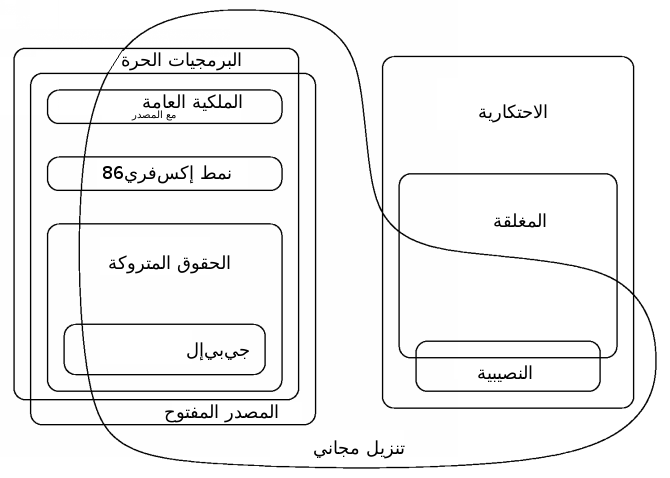 البرمجيات الحرة
الملكية العامة
مع المصدر
نمط إكس‌فري86
الحقوق المتروكة
جي‌بي‌إل
المصدر المفتوح
الاحتكارية
المغلقة
النصيبية
تنزيل مجاني